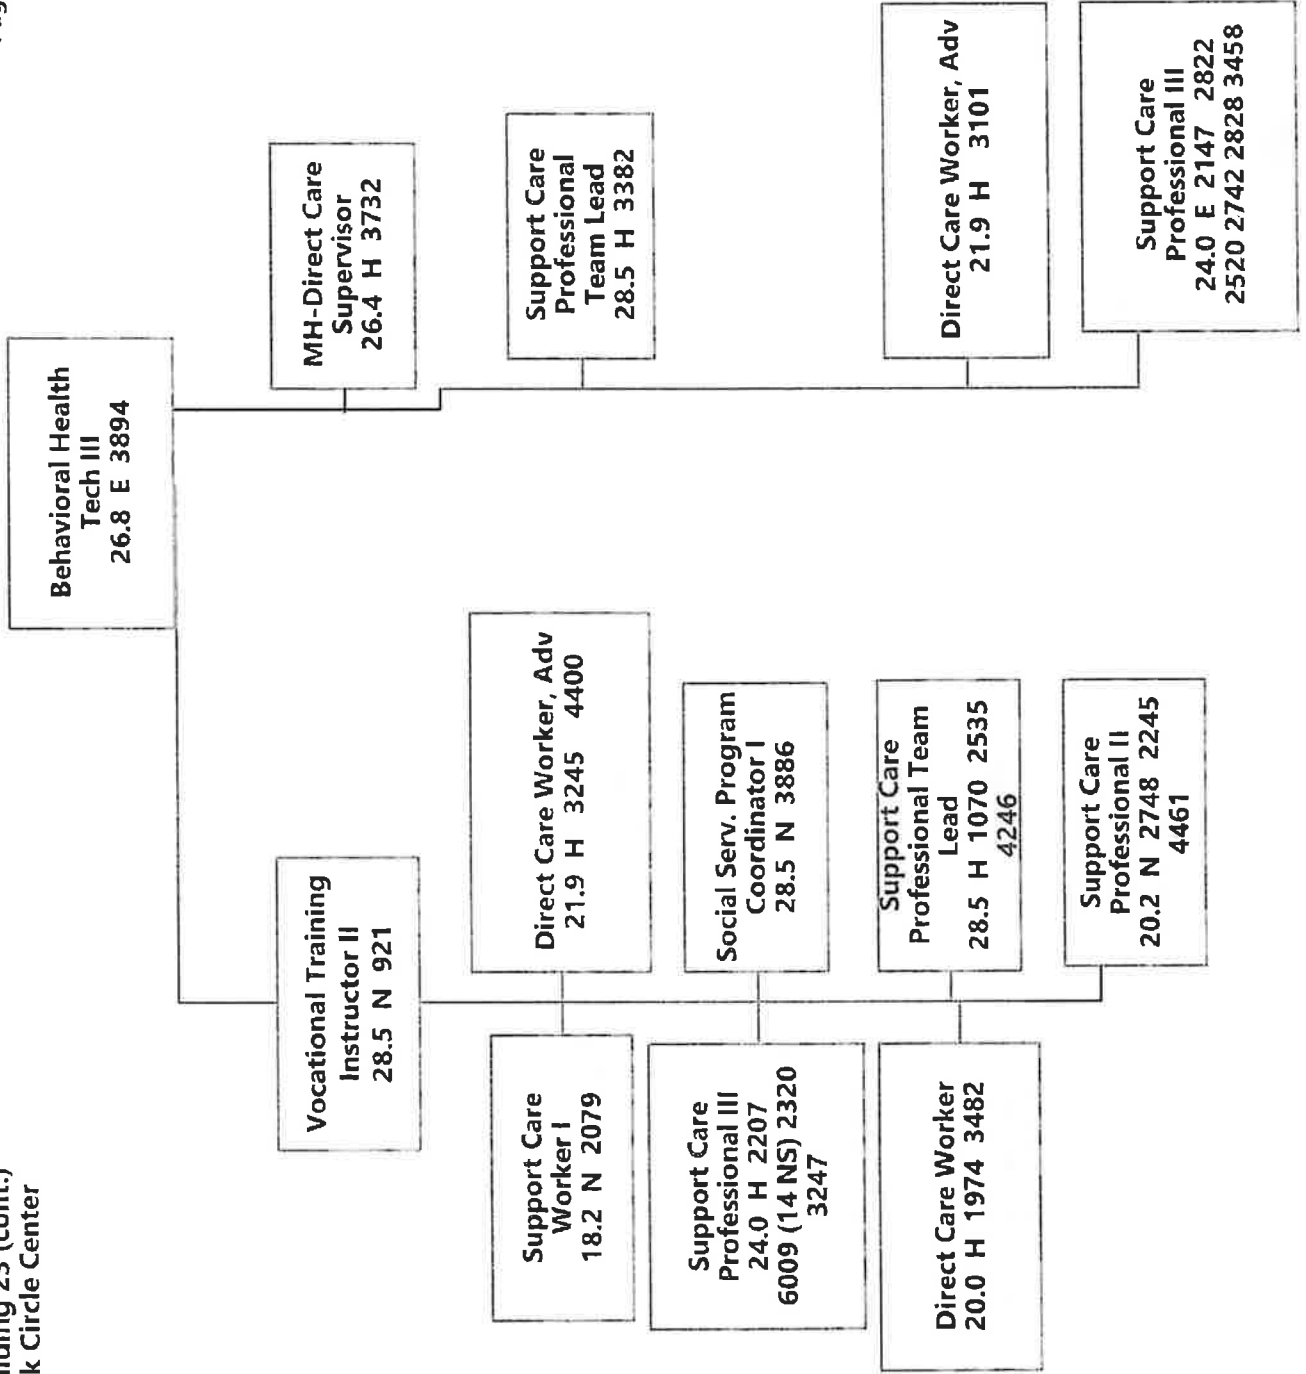 k Circle Center
Behavioral Health
Tech III
26.8 E 3894
Vocational Training
Instructor II
28.5 N 921
MH-Direct Care
Supervisor
26.4 H 3732
Support Care
Worker I
18.2 N 2079
Direct Care Worker, Adv
21.9 H 3245 4400
Support Care
Professional
Team Lead
28.5 H 3382
Support Care
Professional III
24.0 H 2207
6009 (14 NS) 2320
3247
Social Serv. Program
Coordinator I
28.5 N 3886
Direct Care Worker
20.0 H 1974 3482
Support Care
Professional Team
Lead
28.5 H 1070 2535
4246
Direct Care Worker, Adv
21.9 H 3101
Support Care
Professional II
20.2 N 2748 2245
4461
Support Care
Professional III
24.0 E 2147 2822
2520 2742 2828 3458